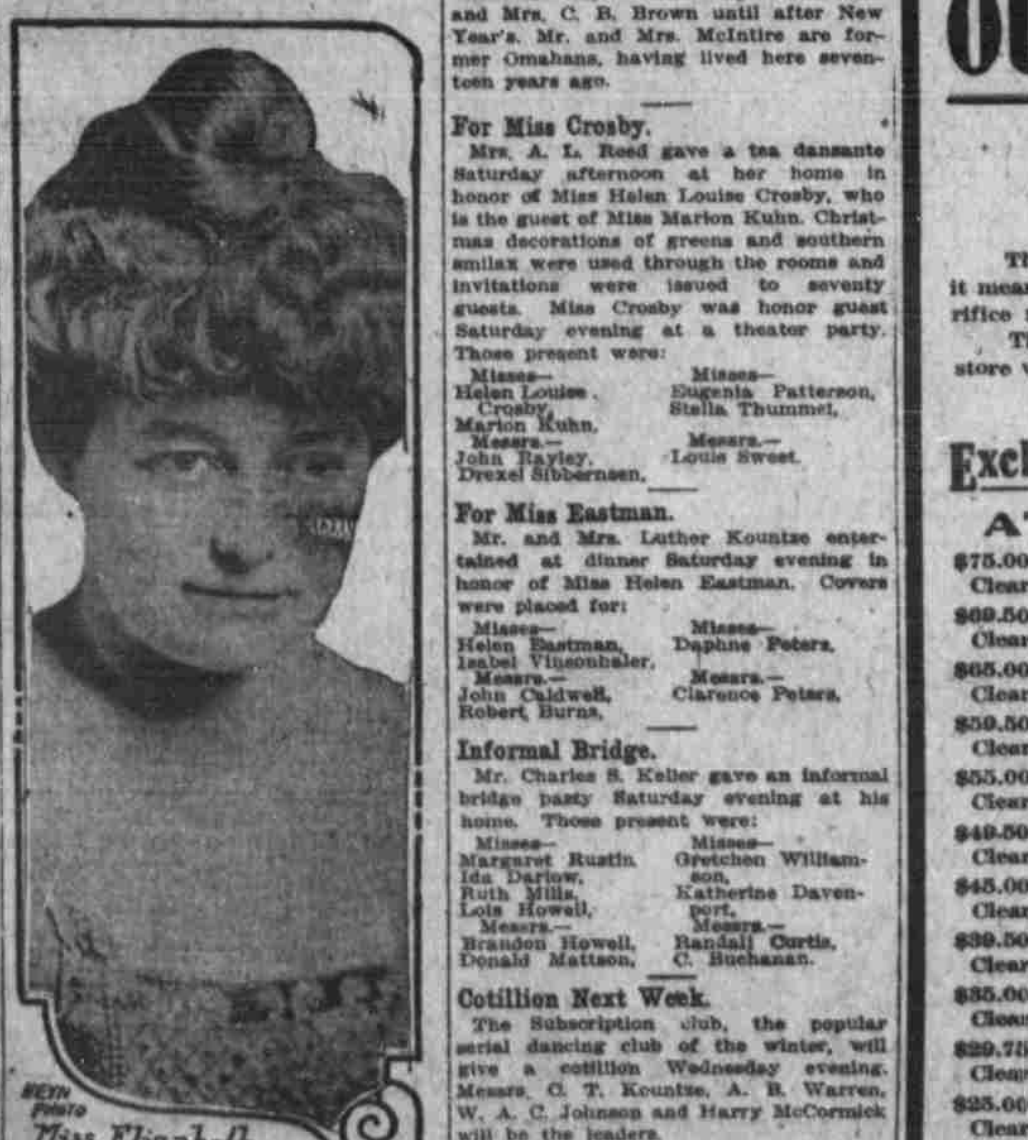 and Mrs. C. B. Brown until after New
Year's. Mr. and Mrs. McIntire are for-
mer Omahans, having lived here seven-
teen years ago.
For Miss Crosby.
Mrs. A. L. Reed gave a tea dansante
Saturday afternoon at her home in
honor of Miss Helen Louise Crosby, who
is the guest of Miss Marion Kuhn. Christ-
mas decorations of greens and southern
smilax were used through the rooms and
invitations were issued to seventy
guests. Miss Crosby was honor guest
Saturday evening at a theater party.
Those present were:
Misses— Misses—
Helen Louise Eugenia Patterson,
Crosby, Stella Thummel,
Marion Kuhn,
Messrs.— Messrs.—
John Rayley, Louis Sweet.
Drexel Sibbernsen,
For Miss Eastman.
Mr. and Mrs. Luther Kountze enter-
tained at dinner Saturday evening in
honor of Miss Helen Eastman. Covers
were placed for:
Misses— Misses—
Helen Eastman, Daphne Peters,
Isabel Vinsonhaler,
Messrs.— Messrs.—
John Caldwell, Clarence Peters,
Robert Burns,
Informal Bridge.
Mr. Charles S. Keller gave an informal
bridge party Saturday evening at his
home. Those present were:
Misses— Misses—
Margaret Rustin Gretchen William-
Ida Darlow, son,
Ruth Mills, Katherine Daven-
Lois Howell, port,
Messrs.— Messrs.—
Brandon Howell, Randall Curtis,
Donald Mattson, C. Buchanan.
Cotillion Next Week.
The Subscription club, the popular
serial dancing club of the winter, will
give a cotillion Wednesday evening.
Messrs. C. T. Kountze, A. B. Warren,
W. A. C. Johnson and Harry McCormick
will be the leaders.
HEYN
PHOTO
Miss
OU
Th
it mea
rifice
Th
store
Excl
A
$75.00
Clear
$69.50
Clear
$65.00
Clear
$59.50
Clear
$55.00
Clear
$49.50
Clear
$45.00
Clear
$39.50
Clear
$35.00
Clear
$29.75
Clear
$25.00
Clear